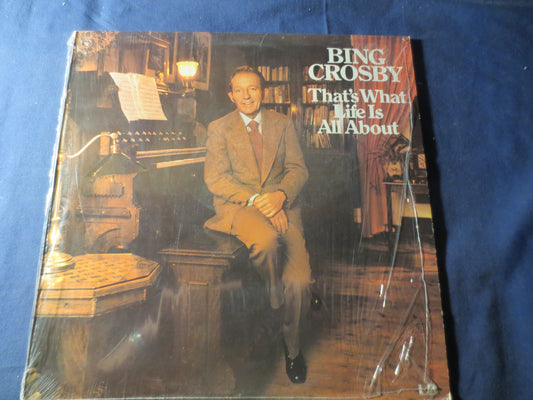 BING
CROSBY
That's What
Life Is
All About